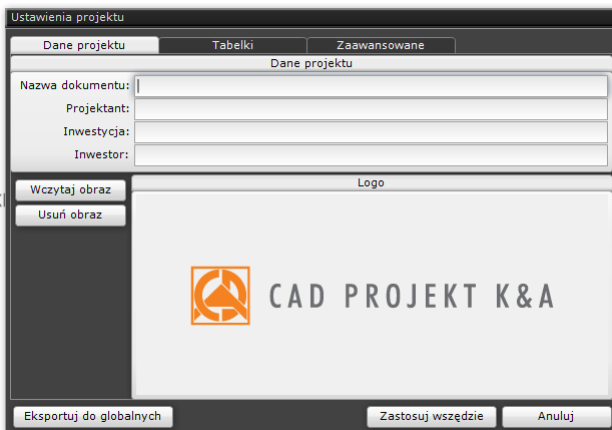 Ustawienia projektu
Dane projektu Tabelki Zaawansowane
Dane projektu
Nazwa dokumentu:
Projektant:
Inwestycja:
Inwestor:
Wczytaj obraz
Usuń obraz
Logo
CAD PROJEKT K&A
Eksportuj do globalnych Zastosuj wszędzie Anuluj